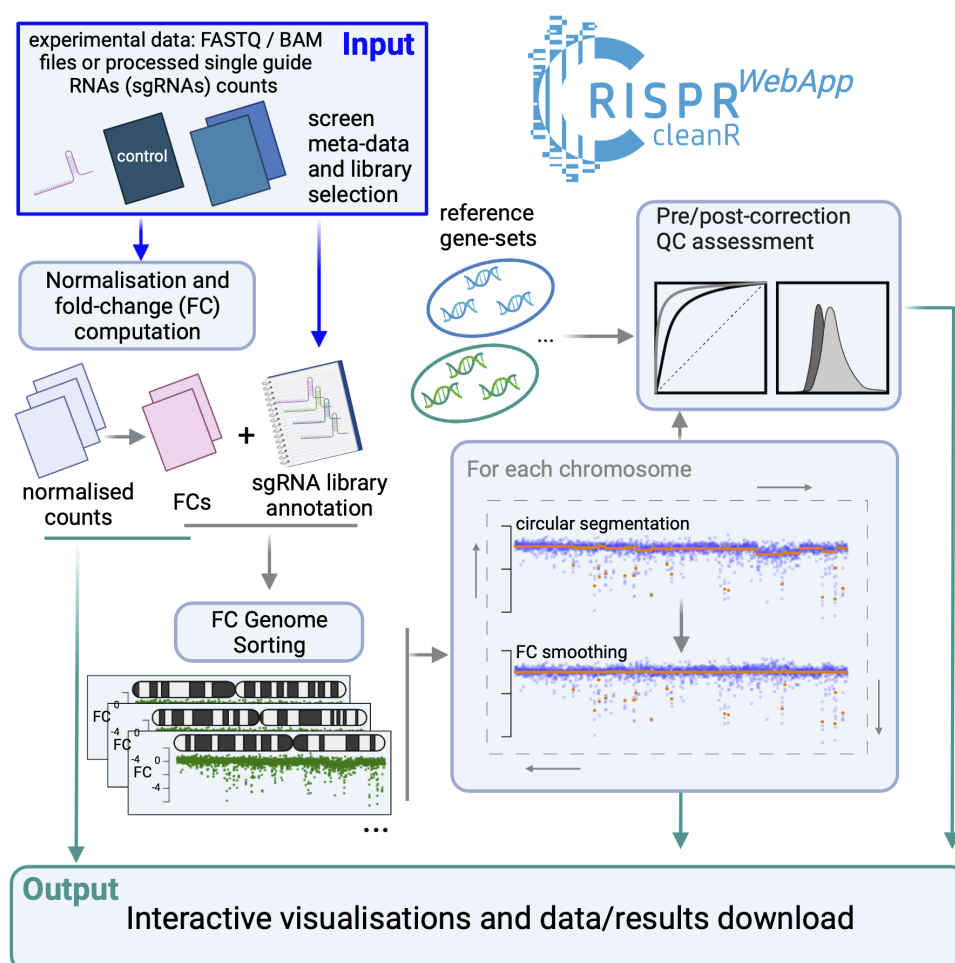 experimental data: FASTQ / BAM
files or processed single guide
RNAs (sgRNAs) counts
Input
control
screen
meta-data
and library
selection
CRISPR
cleanR
WebApp
Normalisation and
fold-change (FC)
computation
reference
gene-sets
...
Pre/post-correction
QC assessment
normalised
counts
FCs
+
sgRNA library
annotation
FC Genome
Sorting
For each chromosome
circular segmentation
FC smoothing
FC
0
-4
FC
0
-4
FC
0
-4
...
Output
Interactive visualisations and data/results download